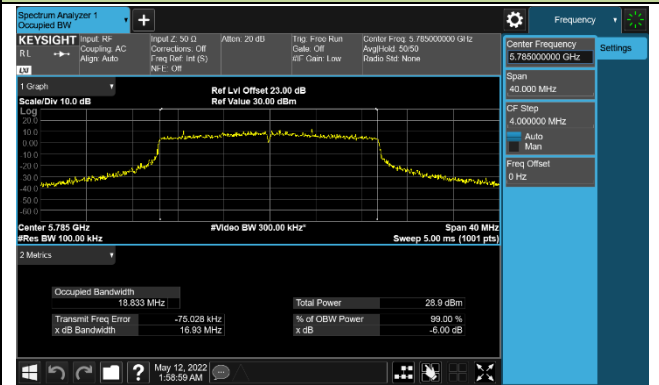 Spectrum Analyzer 1
Occupied BW
+
Frequency
KEYSIGHT
RL
LXI
Input: RF
Coupling: AC
Align: Auto
Input Z: 50 Ω
Corrections: Off
Freq Ref: Int (S)
NFE: Off
Atten: 20 dB
Trig: Free Run
Gate: Off
#IF Gain: Low
Center Freq: 5.785000000 GHz
Avg|Hold: 50/50
Radio Std: None
Center Frequency
5.785000000 GHz
Settings
Span
40.000 MHz
CF Step
4.000000 MHz
Auto
Man
Freq Offset
0 Hz
1 Graph
Scale/Div 10.0 dB
Ref Lvl Offset 23.00 dB
Ref Value 30.00 dBm
Log
20.0
10.0
0.00
-10.0
-20.0
-30.0
-40.0
-50.0
-60.0
Center 5.785 GHz
#Video BW 300.00 kHz*
Span 40 MHz
#Res BW 100.00 kHz
Sweep 5.00 ms (1001 pts)
2 Metrics
Occupied Bandwidth
18.833 MHz
Total Power
28.9 dBm
Transmit Freq Error
-75.028 kHz
% of OBW Power
99.00 %
x dB Bandwidth
16.93 MHz
x dB
-6.00 dB
?
May 12, 2022
1:58:59 AM